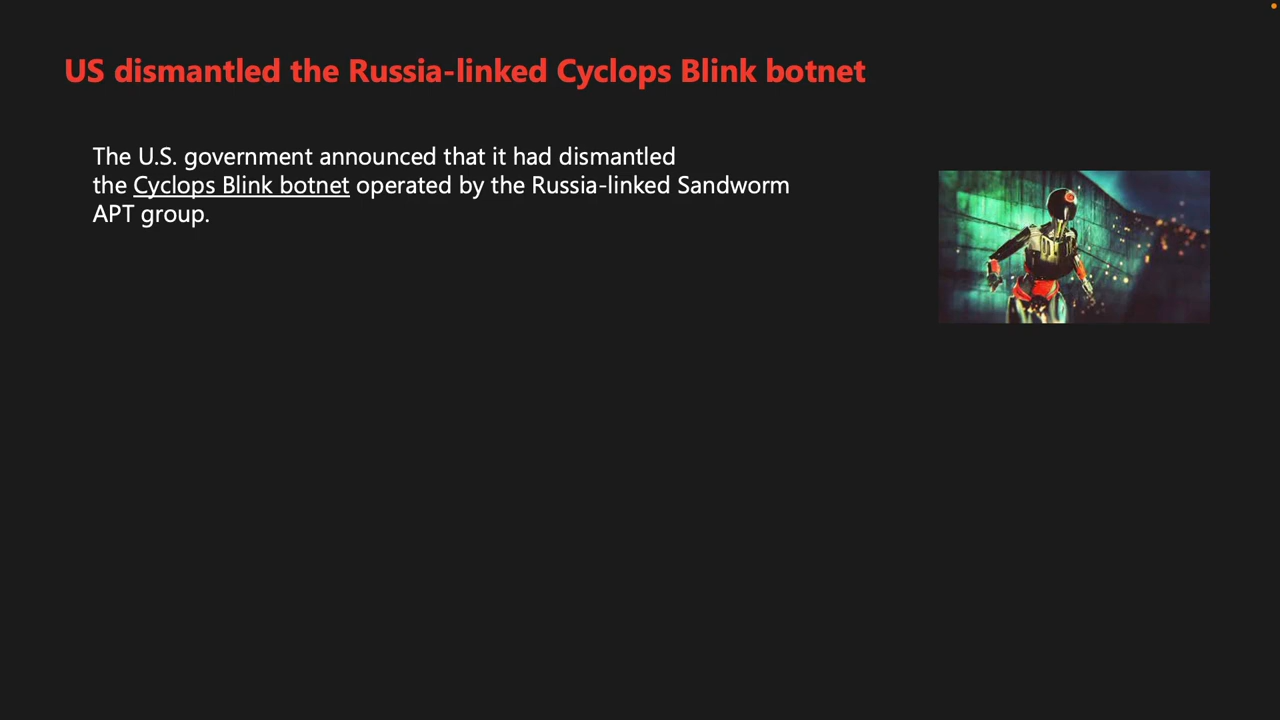 US dismantled the Russia-linked Cyclops Blink botnet
The U.S. government announced that it had dismantled
the Cyclops Blink botnet operated by the Russia-linked Sandworm
APT group.